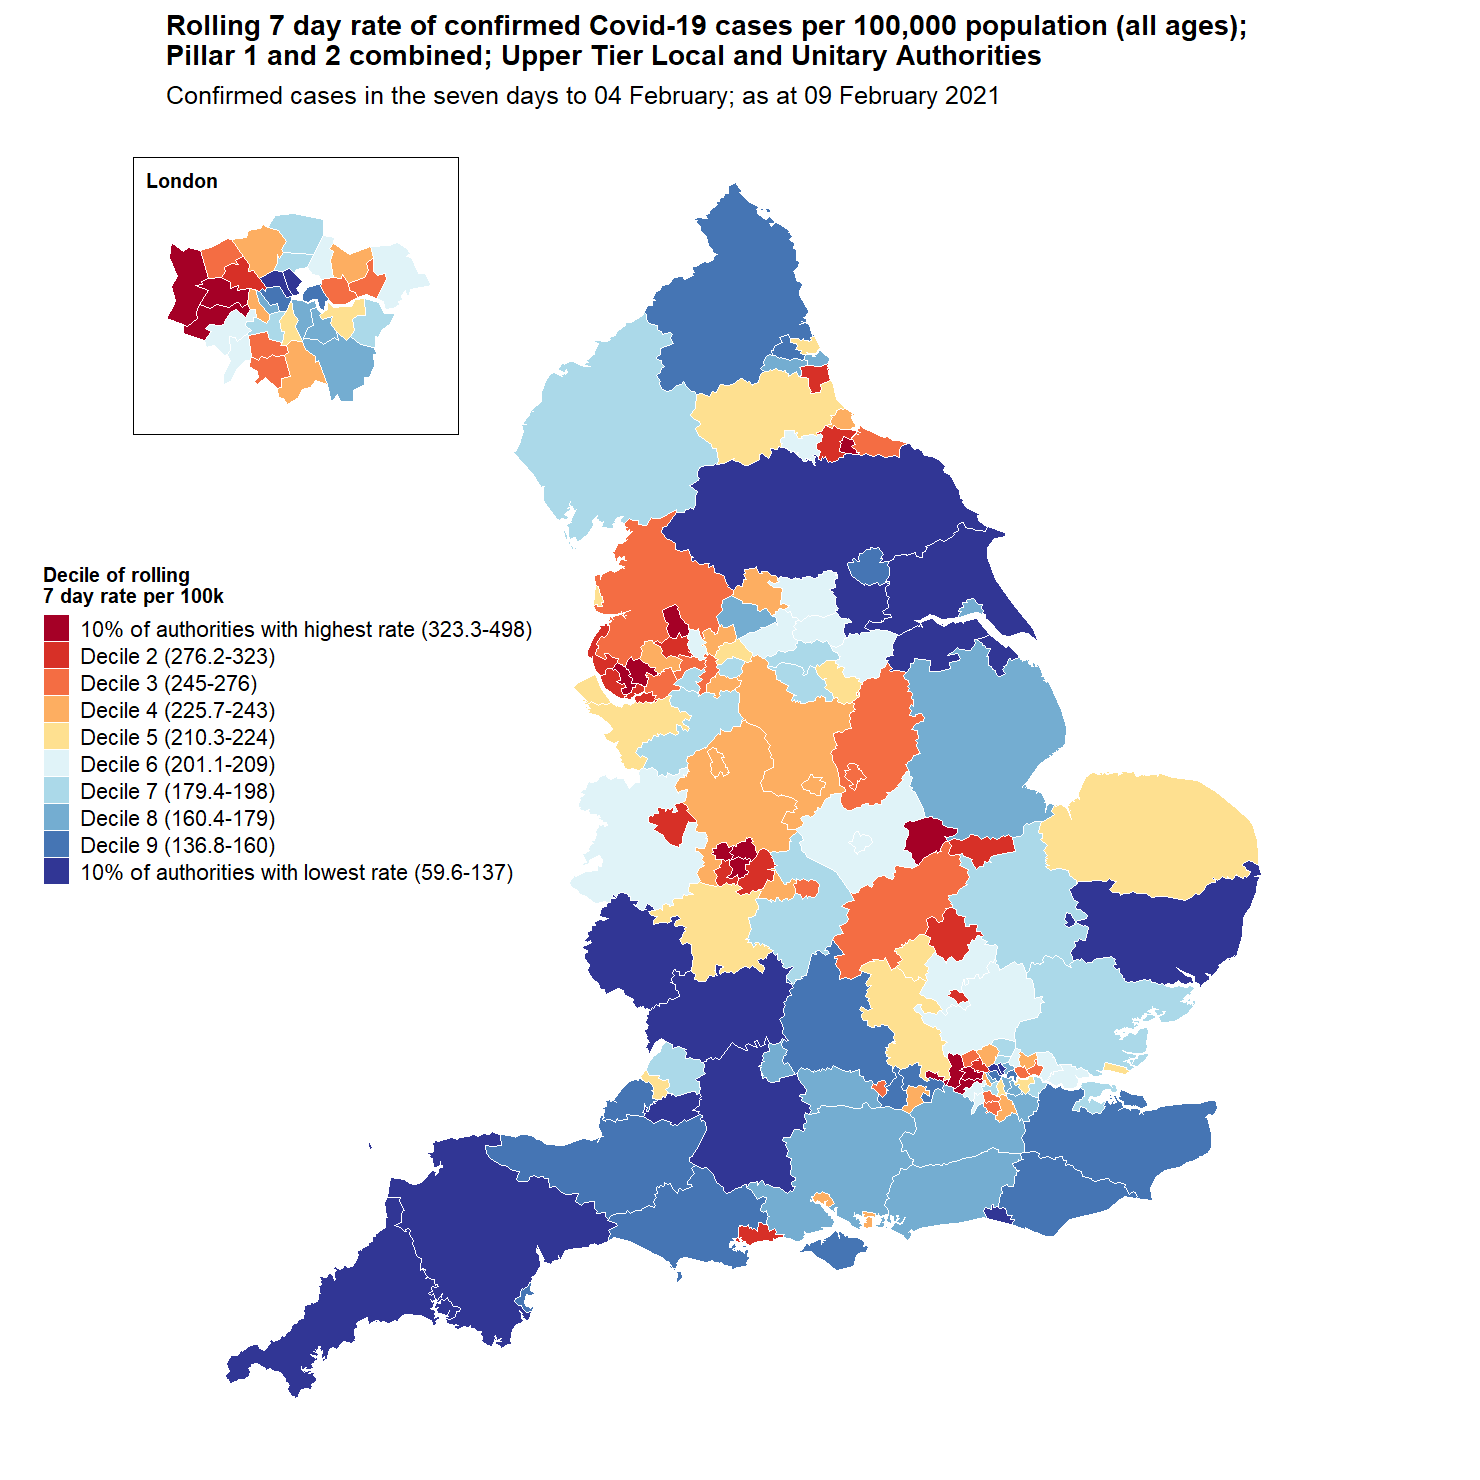 Rolling 7 day rate of confirmed Covid-19 cases per 100,000 population (all ages);
Pillar 1 and 2 combined; Upper Tier Local and Unitary Authorities
Confirmed cases in the seven days to 04 February; as at 09 February 2021
London
Decile of rolling
7 day rate per 100k
10% of authorities with highest rate (323.3-498)
Decile 2 (276.2-323)
Decile 3 (245-276)
Decile 4 (225.7-243)
Decile 5 (210.3-224)
Decile 6 (201.1-209)
Decile 7 (179.4-198)
Decile 8 (160.4-179)
Decile 9 (136.8-160)
10% of authorities with lowest rate (59.6-137)